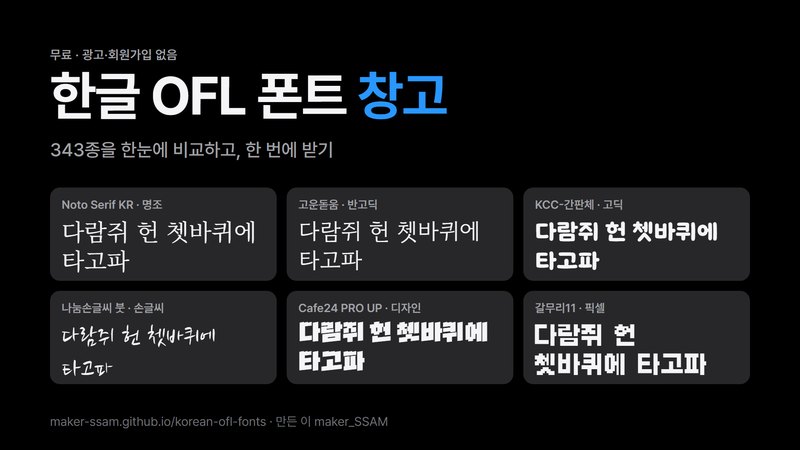 무료 · 광고·회원가입 없음
한글 OFL 폰트 창고
343종을 한눈에 비교하고, 한 번에 받기
Noto Serif KR · 명조
다람쥐 헌 쳇바퀴에
타고파
고운돋움 · 반고딕
다람쥐 헌 쳇바퀴에
타고파
KCC-간판체 · 고딕
다람쥐 헌 쳇바퀴에
타고파
나눔손글씨 붓 · 손글씨
다람쥐 헌 쳇바퀴에
타고파
Cafe24 PRO UP · 디자인
다람쥐 헌 쳇바퀴에
타고파
갈무리11 · 픽셀
다람쥐 헌
쳇바퀴에 타고파
maker-ssam.github.io/korean-ofl-fonts · 만든 이 maker_SSAM